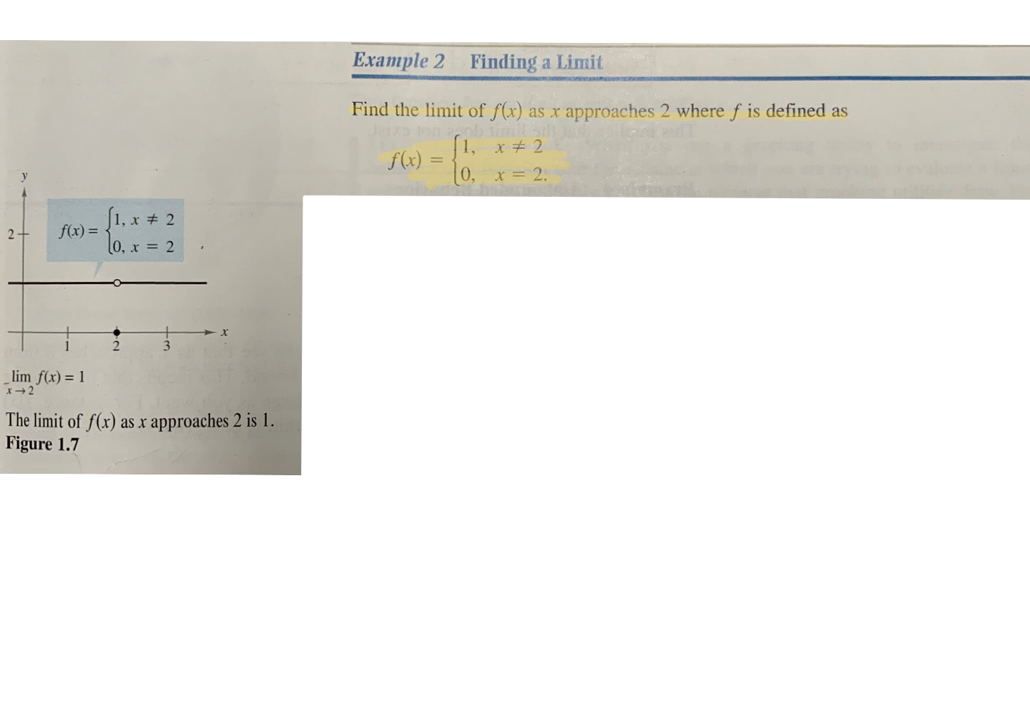 Example 2 Finding a Limit
Find the limit of f(x) as x approaches 2 where f is defined as
f(x) = {1, x ≠ 2
0, x = 2.
y
f(x) = {1, x ≠ 2
0, x = 2
2
x
1 2 3
lim f(x) = 1
x→2
The limit of f(x) as x approaches 2 is 1.
Figure 1.7